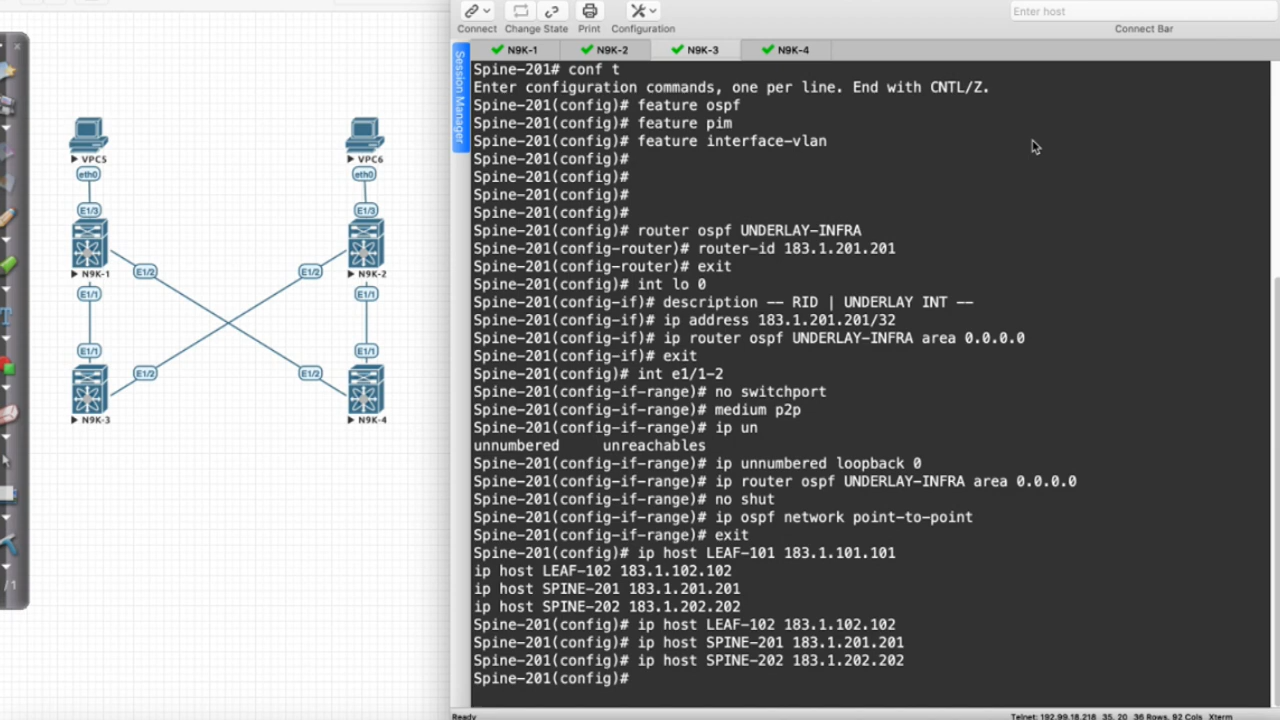 Connect
Change State
Print
Configuration
Enter host
Connect Bar
N9K-1
N9K-2
N9K-3
N9K-4
Session Manager
Spine-201# conf t
Enter configuration commands, one per line. End with CNTL/Z.
Spine-201(config)# feature ospf
Spine-201(config)# feature pim
Spine-201(config)# feature interface-vlan
Spine-201(config)#
Spine-201(config)#
Spine-201(config)#
Spine-201(config)#
Spine-201(config)# router ospf UNDERLAY-INFRA
Spine-201(config-router)# router-id 183.1.201.201
Spine-201(config-router)# exit
Spine-201(config)# int lo 0
Spine-201(config-if)# description -- RID | UNDERLAY INT --
Spine-201(config-if)# ip address 183.1.201.201/32
Spine-201(config-if)# ip router ospf UNDERLAY-INFRA area 0.0.0.0
Spine-201(config-if)# exit
Spine-201(config)# int e1/1-2
Spine-201(config-if-range)# no switchport
Spine-201(config-if-range)# medium p2p
Spine-201(config-if-range)# ip un
unnumbered unreachables
Spine-201(config-if-range)# ip unnumbered loopback 0
Spine-201(config-if-range)# ip router ospf UNDERLAY-INFRA area 0.0.0.0
Spine-201(config-if-range)# no shut
Spine-201(config-if-range)# ip ospf network point-to-point
Spine-201(config-if-range)# exit
Spine-201(config)# ip host LEAF-101 183.1.101.101
ip host LEAF-102 183.1.102.102
ip host SPINE-201 183.1.201.201
ip host SPINE-202 183.1.202.202
Spine-201(config)# ip host LEAF-102 183.1.102.102
Spine-201(config)# ip host SPINE-201 183.1.201.201
Spine-201(config)# ip host SPINE-202 183.1.202.202
Spine-201(config)#
Ready
Telnet: 192.99.18.218 35, 20 36 Rows, 92 Cols Xterm
VPC5
VPC6
eth0
eth0
E1/3
E1/3
N9K-1
N9K-2
E1/2
E1/2
E1/1
E1/1
E1/1
E1/1
E1/2
E1/2
N9K-3
N9K-4